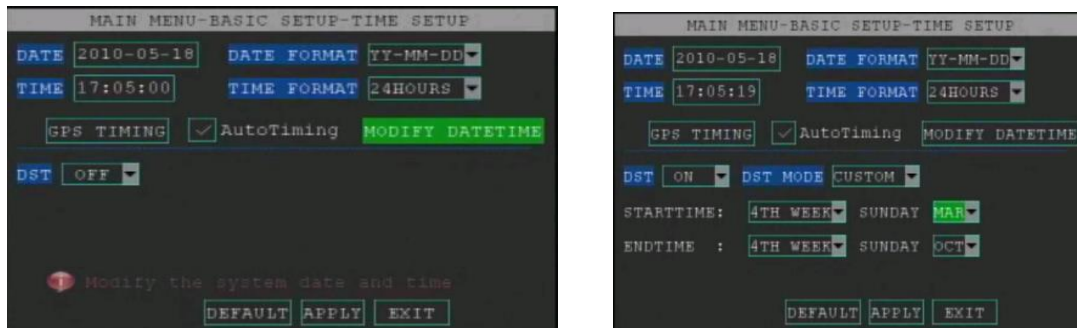 MAIN MENU-BASIC SETUP-TIME SETUP
DATE 2010-05-18 DATE FORMAT YY-MM-DD
TIME 17:05:00 TIME FORMAT 24HOURS
GPS TIMING AutoTiming MODIFY DATETIME
DST OFF
Modify the system date and time
DEFAULT APPLY EXIT
MAIN MENU-BASIC SETUP-TIME SETUP
DATE 2010-05-18 DATE FORMAT YY-MM-DD
TIME 17:05:19 TIME FORMAT 24HOURS
GPS TIMING AutoTiming MODIFY DATETIME
DST ON DST MODE CUSTOM
STARTTIME: 4TH WEEK SUNDAY MAR
ENDTIME : 4TH WEEK SUNDAY OCT
DEFAULT APPLY EXIT